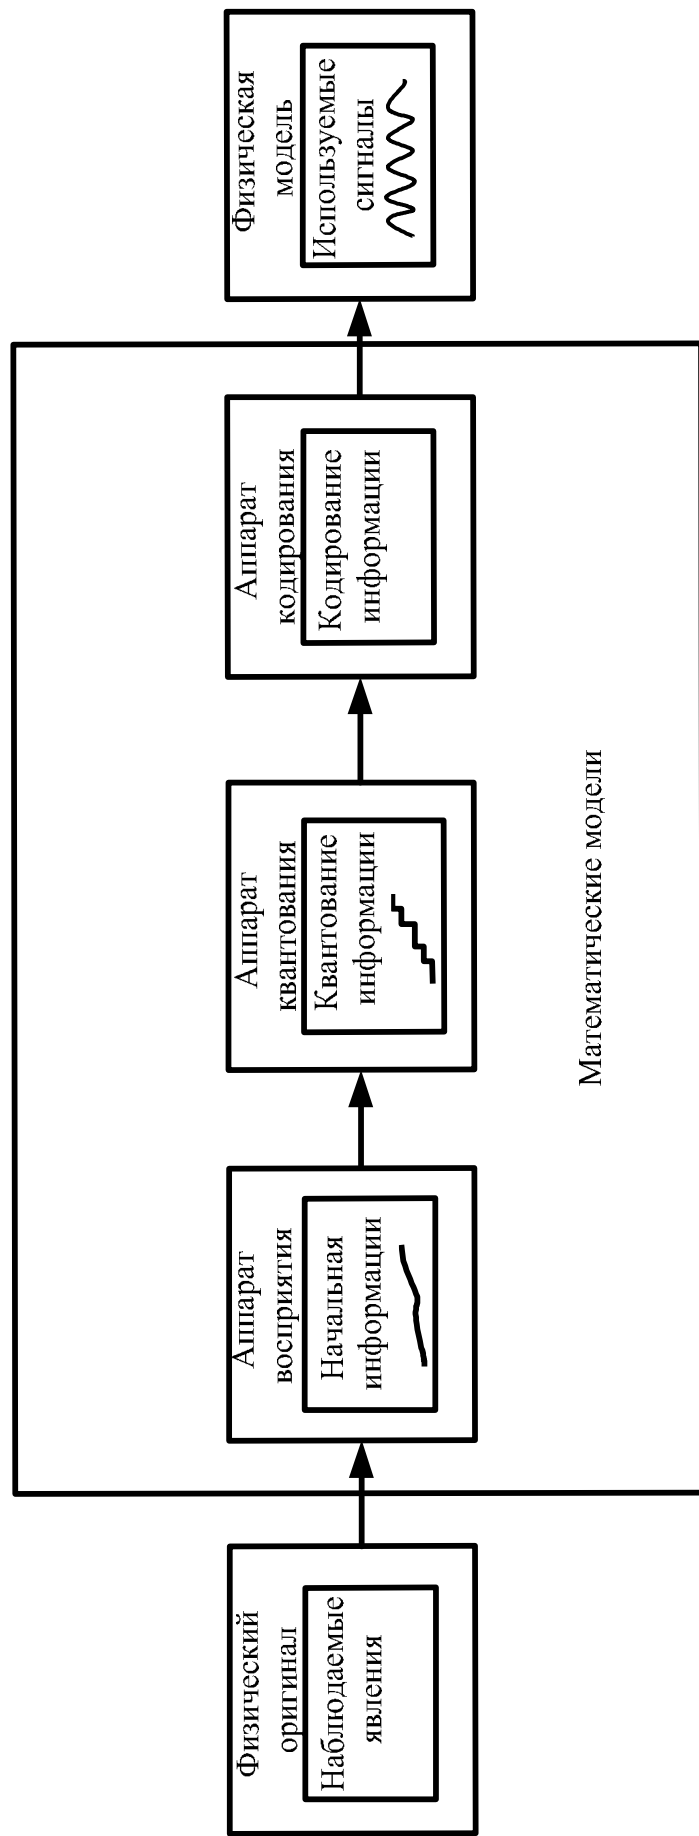 Физический
оригинал
Наблюдаемые
явления
Аппарат
восприятия
Начальная
информации
Аппарат
квантования
Квантование
информации
Аппарат
кодирования
Кодирование
информации
Физическая
модель
Используемые
сигналы
Математические модели